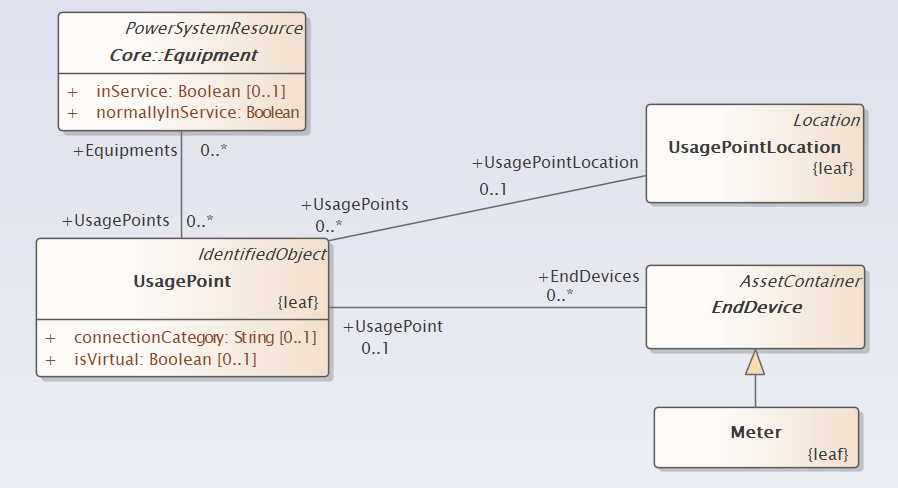 PowerSystemResource
Core::Equipment
+ inService: Boolean [0..1]
+ normallyInService: Boolean
+Equipments 0..*
+UsagePoints 0..*
IdentifiedObject
UsagePoint
{leaf}
+ connectionCategory: String [0..1]
+ isVirtual: Boolean [0..1]
+UsagePoints
0..*
+UsagePointLocation
0..1
Location
UsagePointLocation
{leaf}
+UsagePoint
0..1
+EndDevices
0..*
AssetContainer
EndDevice
Meter
{leaf}